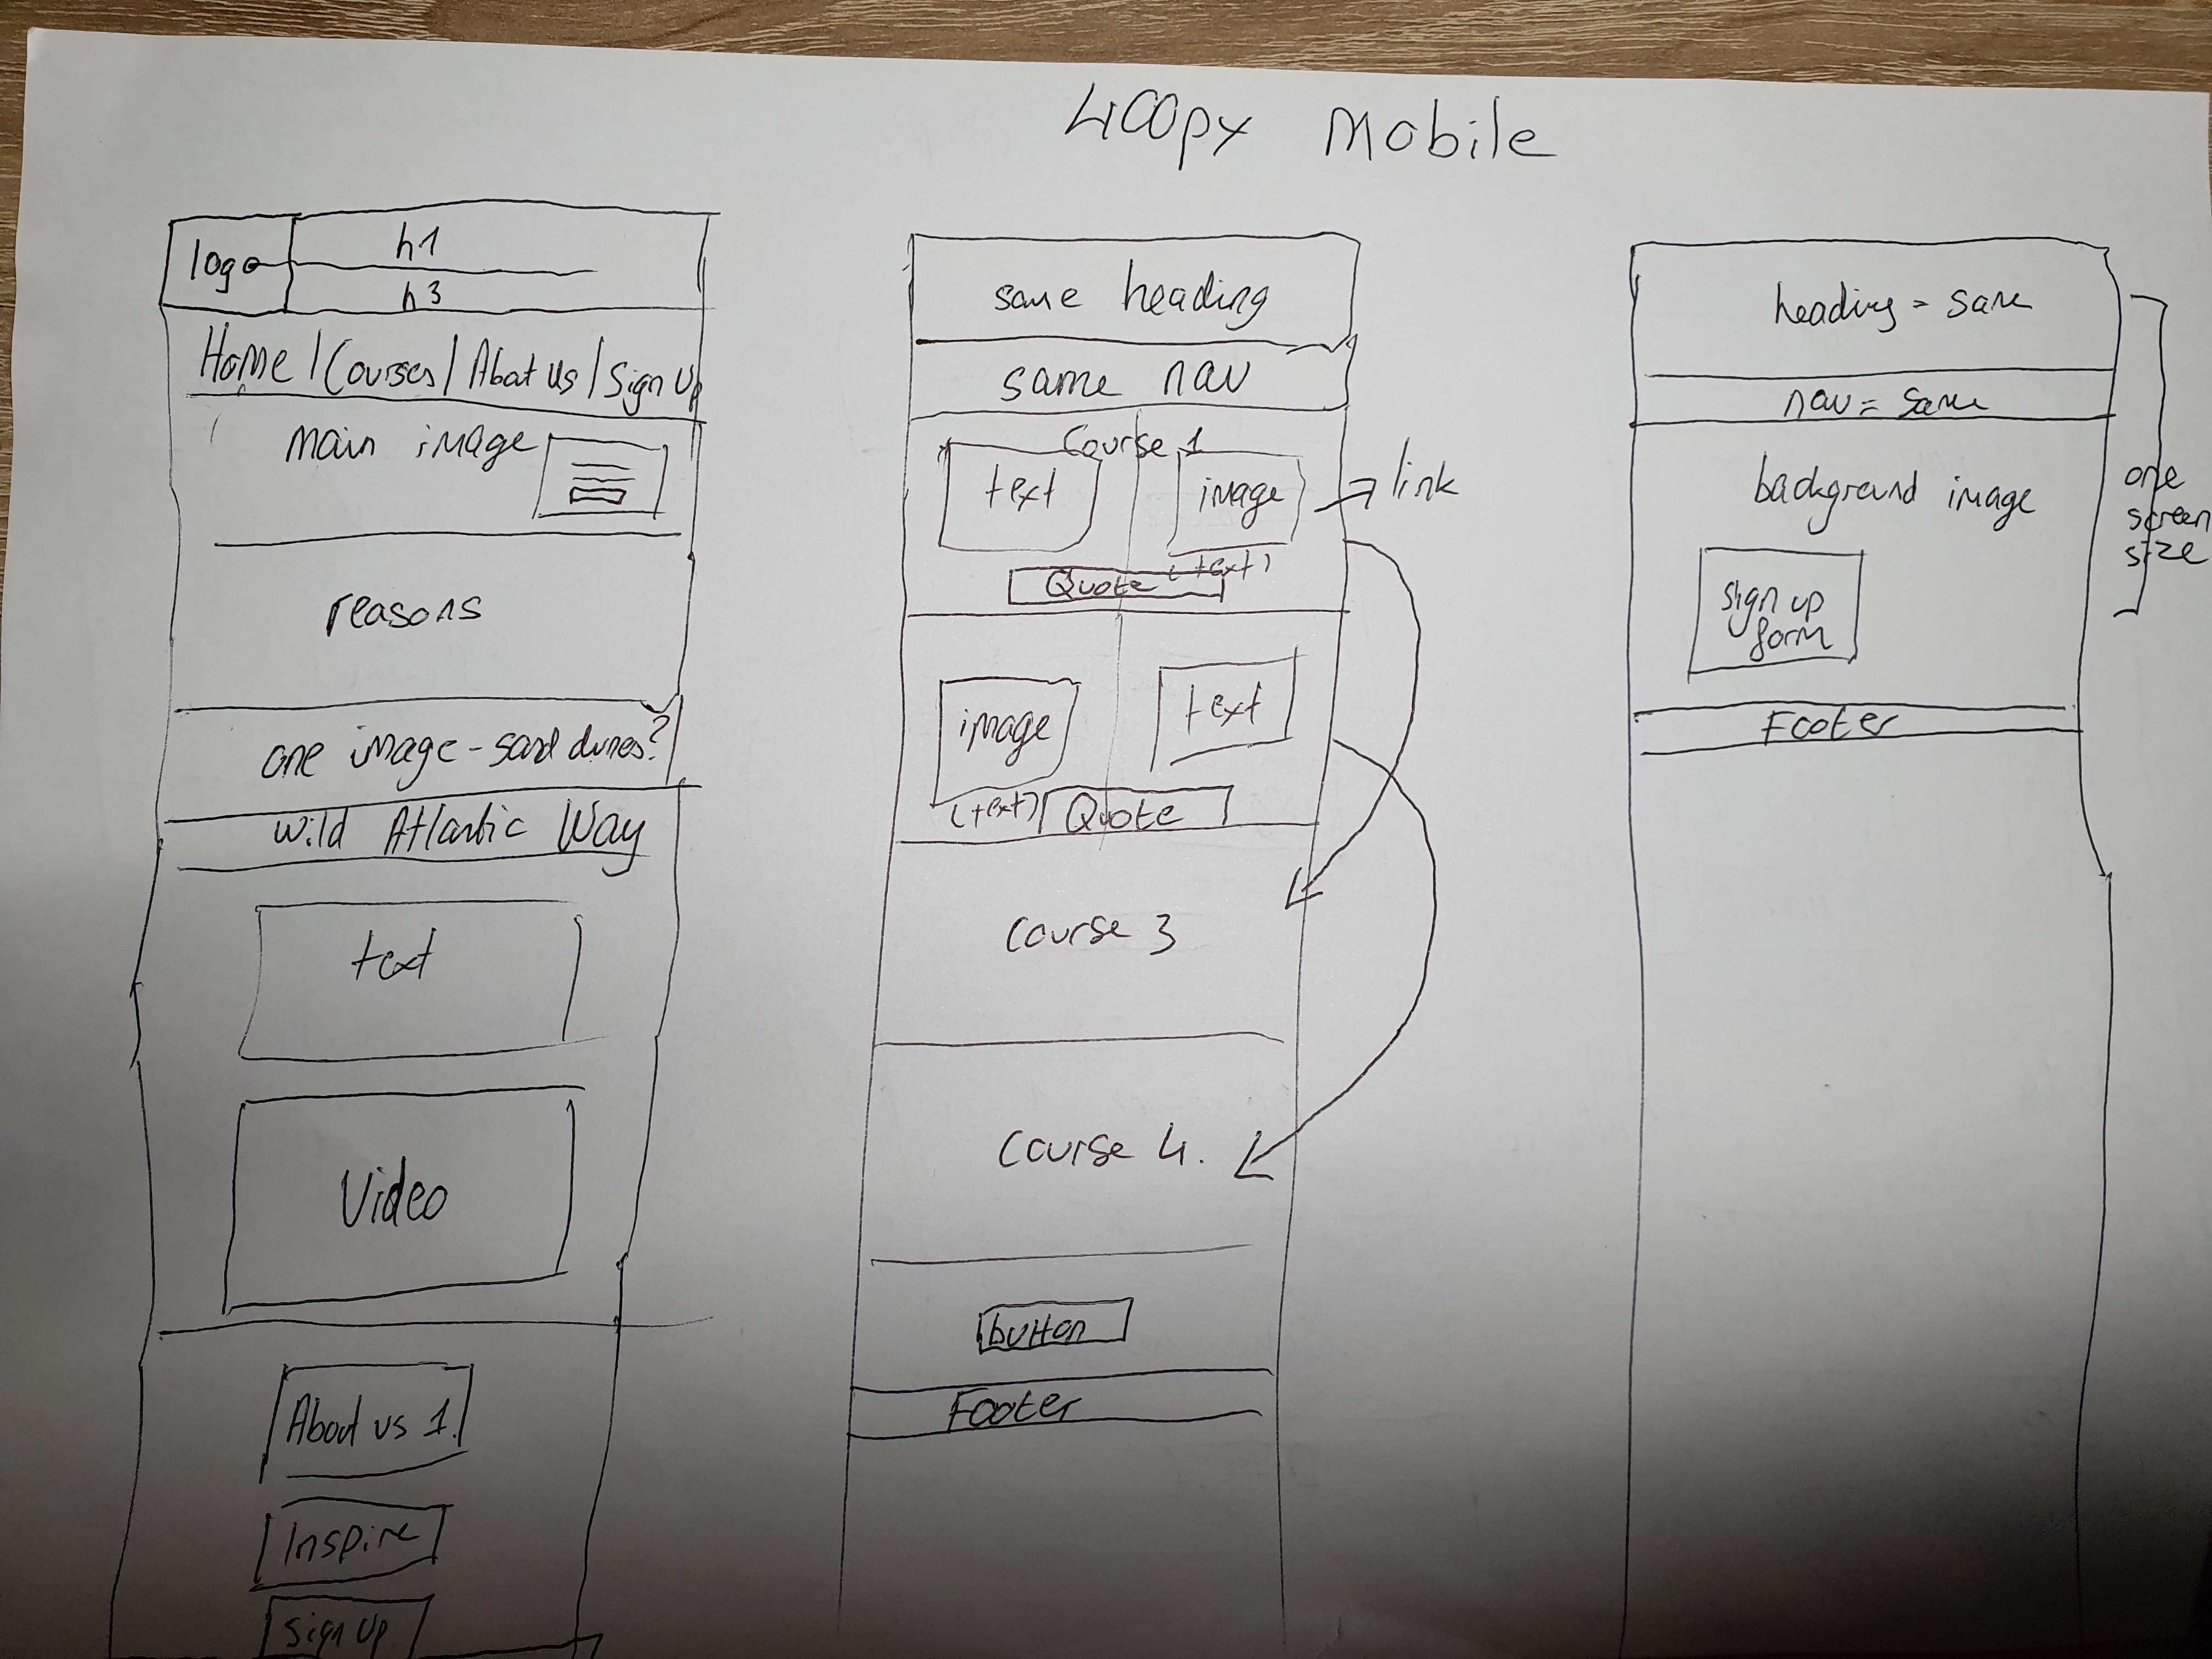 480px Mobile
logo
h1
h3
Home / Courses / About us / Sign Up
Main image
reasons
one image - sand dunes?
Wild Atlantic Way
text
Video
About us 1
Inspire
Sign up
same heading
same nav
Course 1
text
image
link
Quote
text
image
text
(text)
Quote
Course 3
Course 4.
button
Footer
heading = same
nav = same
background image
sign up
form
Footer
one
screen
size